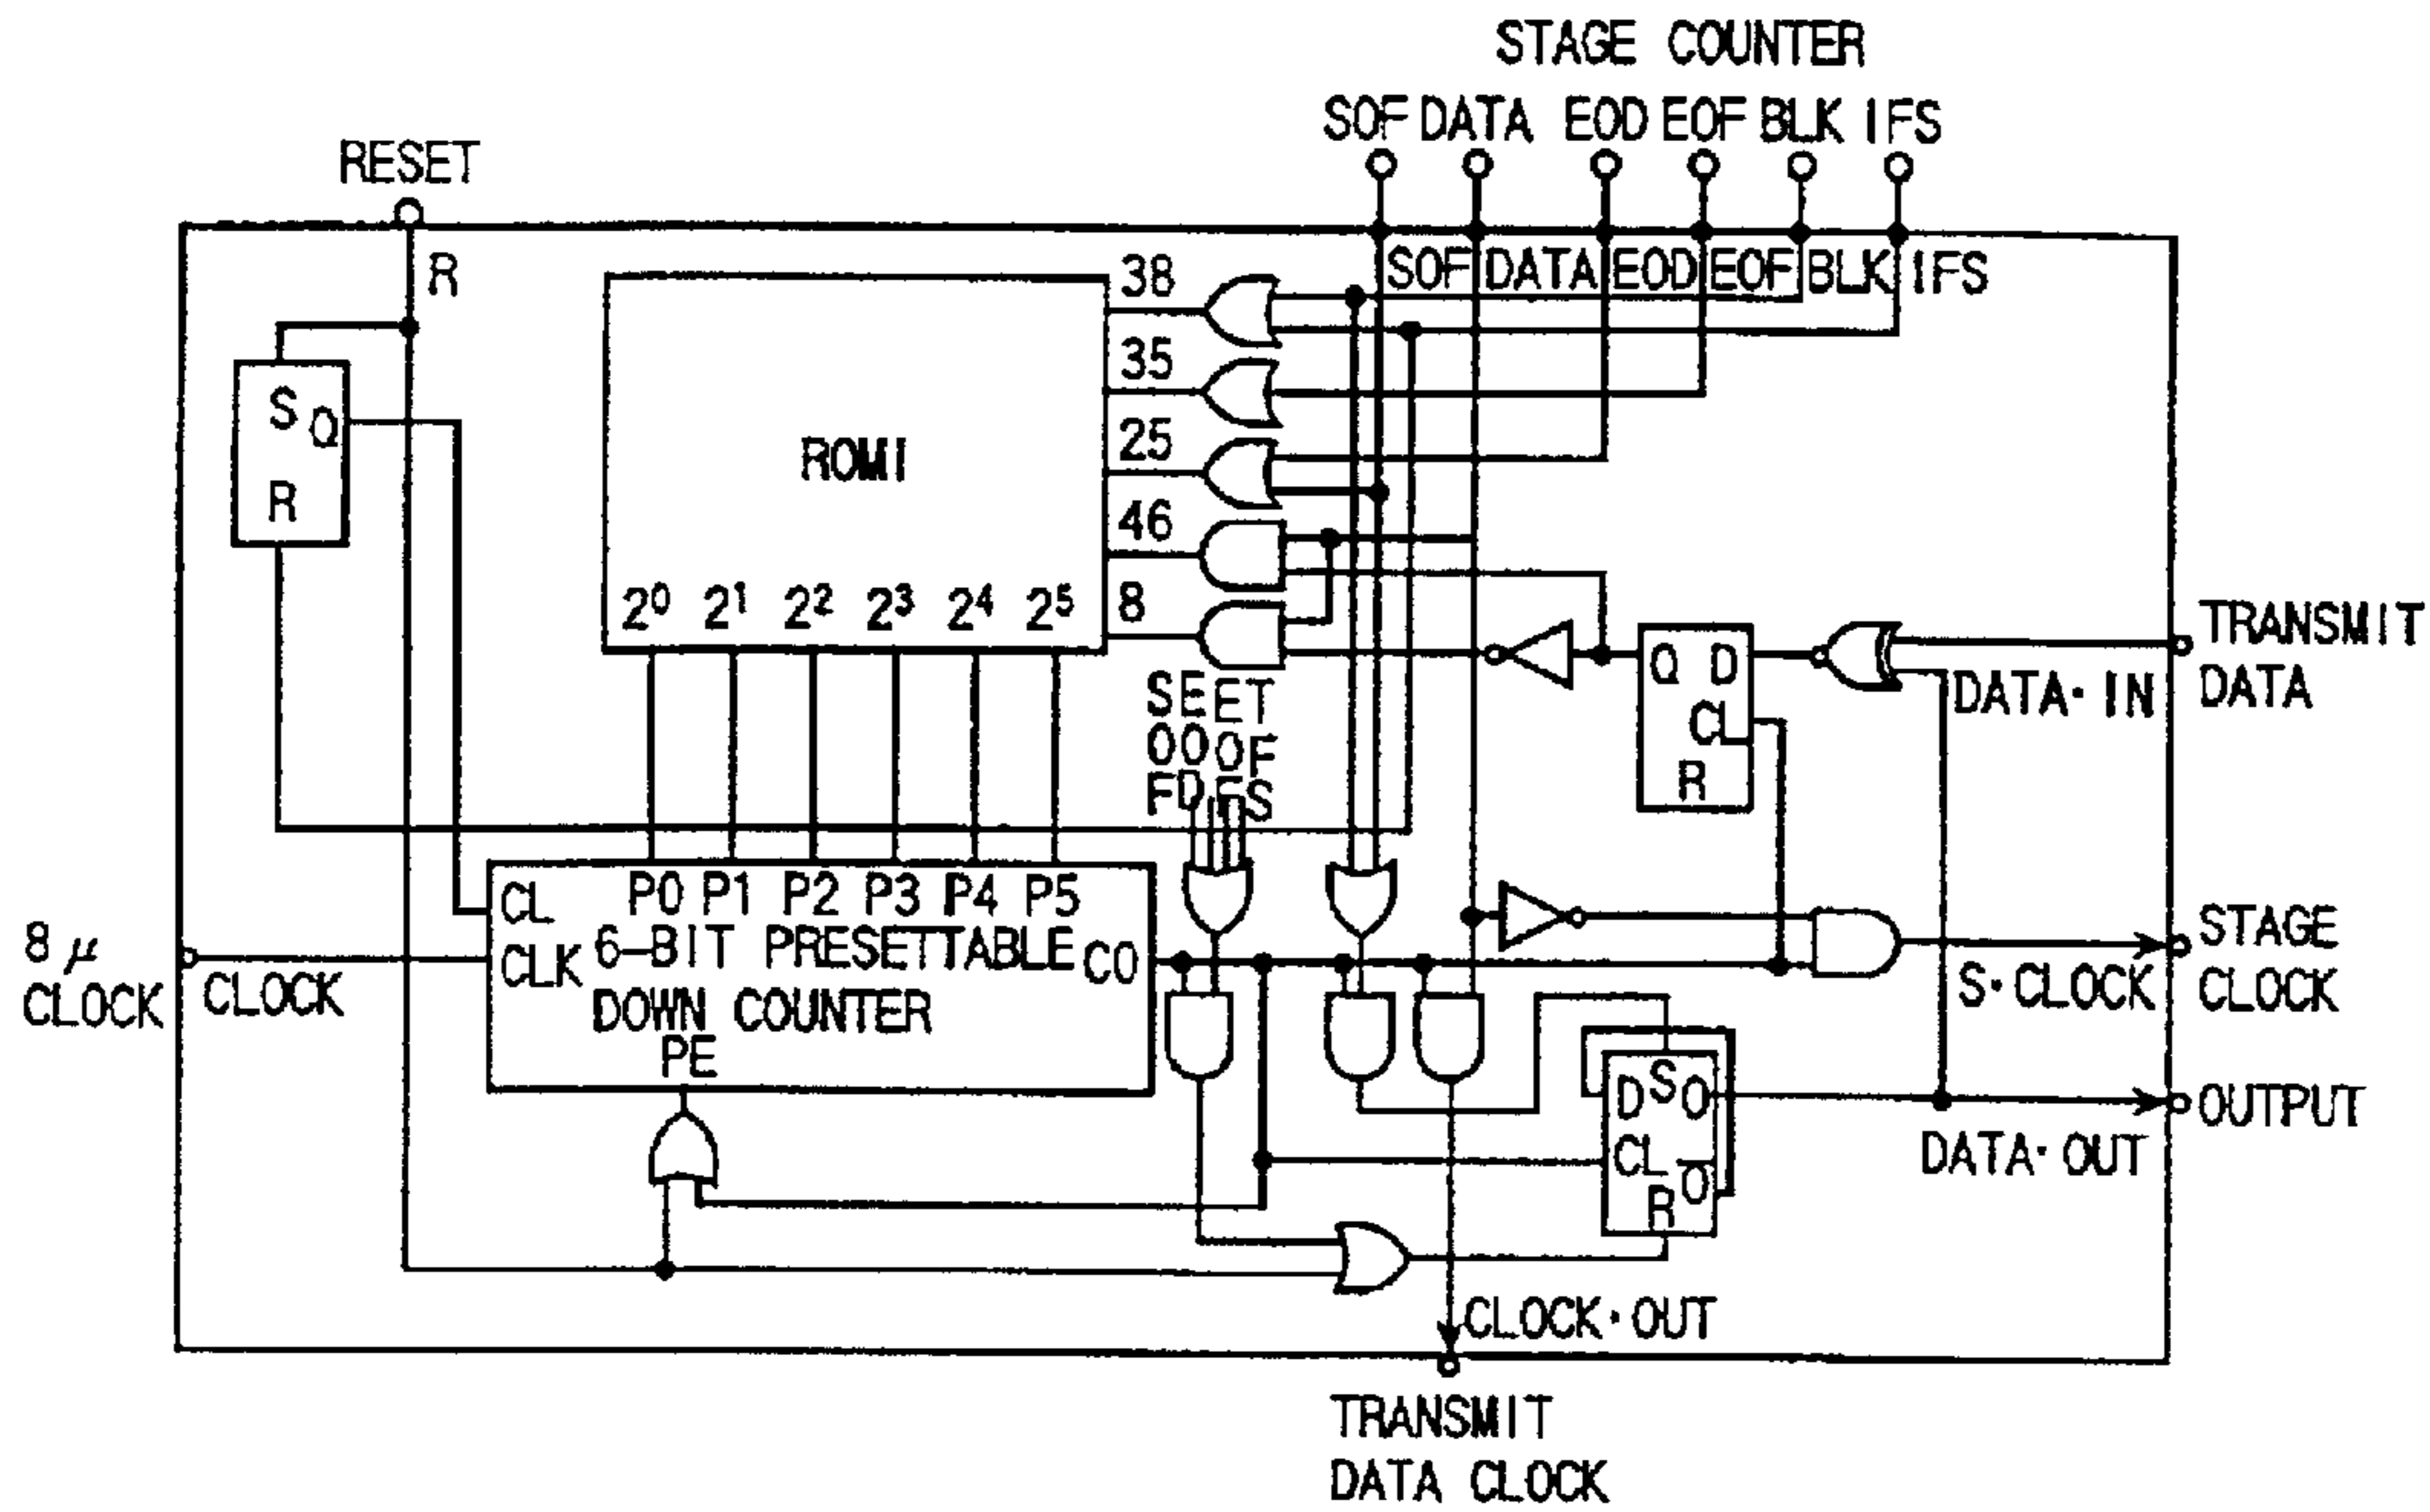 STAGE COUNTER
SOF DATA EOD EOF BLK IFS
RESET
R
SOF DATA EOD EOF BLK IFS
38
35
25
46
8
S
Q
R
ROM1
2⁰ 2¹ 2² 2³ 2⁴ 2⁵
SEET
OOOF
FDFS
Q D
CL
R
TRANSMIT
DATA
DATA·IN
CL
P0 P1 P2 P3 P4 P5
8μ
CLOCK
CLOCK
CLK
6-BIT PRESETTABLE
DOWN COUNTER
CO
PE
STAGE
CLOCK
S·CLOCK
D S O
CL O
R
OUTPUT
DATA·OUT
CLOCK·OUT
TRANSMIT
DATA CLOCK